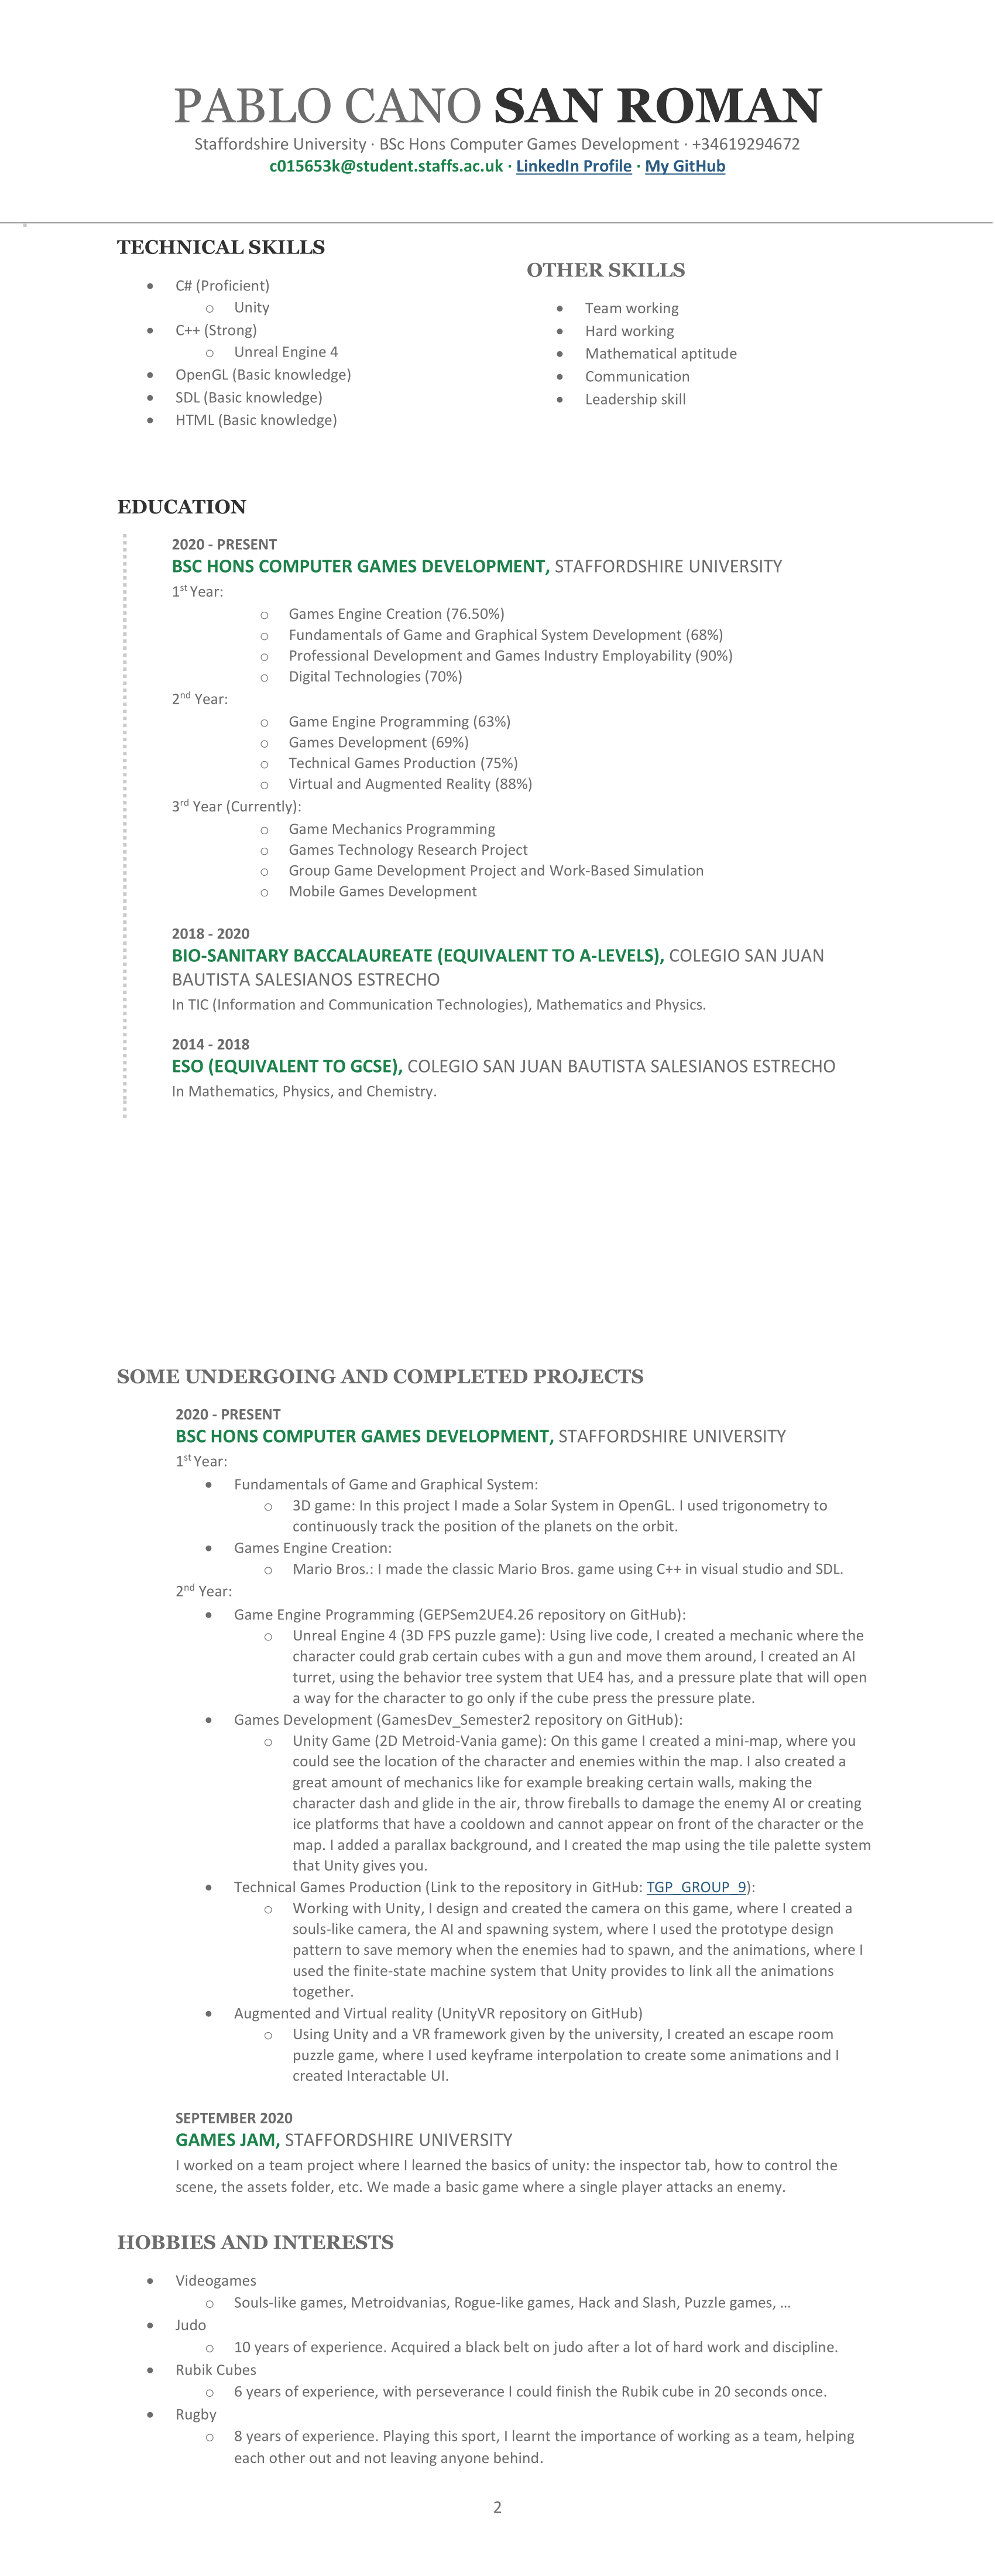 PABLO CANO SAN ROMAN
Staffordshire University · BSc Hons Computer Games Development · +34619294672
c015653k@student.staffs.ac.uk · LinkedIn Profile · My GitHub
TECHNICAL SKILLS
• C# (Proficient)
o Unity
• C++ (Strong)
o Unreal Engine 4
• OpenGL (Basic knowledge)
• SDL (Basic knowledge)
• HTML (Basic knowledge)
OTHER SKILLS
• Team working
• Hard working
• Mathematical aptitude
• Communication
• Leadership skill
EDUCATION
2020 - PRESENT
BSC HONS COMPUTER GAMES DEVELOPMENT, STAFFORDSHIRE UNIVERSITY
1st Year:
o Games Engine Creation (76.50%)
o Fundamentals of Game and Graphical System Development (68%)
o Professional Development and Games Industry Employability (90%)
o Digital Technologies (70%)
2nd Year:
o Game Engine Programming (63%)
o Games Development (69%)
o Technical Games Production (75%)
o Virtual and Augmented Reality (88%)
3rd Year (Currently):
o Game Mechanics Programming
o Games Technology Research Project
o Group Game Development Project and Work-Based Simulation
o Mobile Games Development
2018 - 2020
BIO-SANITARY BACCALAUREATE (EQUIVALENT TO A-LEVELS), COLEGIO SAN JUAN
BAUTISTA SALESIANOS ESTRECHO
In TIC (Information and Communication Technologies), Mathematics and Physics.
2014 - 2018
ESO (EQUIVALENT TO GCSE), COLEGIO SAN JUAN BAUTISTA SALESIANOS ESTRECHO
In Mathematics, Physics, and Chemistry.
SOME UNDERGOING AND COMPLETED PROJECTS
2020 - PRESENT
BSC HONS COMPUTER GAMES DEVELOPMENT, STAFFORDSHIRE UNIVERSITY
1st Year:
• Fundamentals of Game and Graphical System:
o 3D game: In this project I made a Solar System in OpenGL. I used trigonometry to
continuously track the position of the planets on the orbit.
• Games Engine Creation:
o Mario Bros.: I made the classic Mario Bros. game using C++ in visual studio and SDL.
2nd Year:
• Game Engine Programming (GEPSem2UE4.26 repository on GitHub):
o Unreal Engine 4 (3D FPS puzzle game): Using live code, I created a mechanic where the
character could grab certain cubes with a gun and move them around, I created an AI
turret, using the behavior tree system that UE4 has, and a pressure plate that will open
a way for the character to go only if the cube press the pressure plate.
• Games Development (GamesDev_Semester2 repository on GitHub):
o Unity Game (2D Metroid-Vania game): On this game I created a mini-map, where you
could see the location of the character and enemies within the map. I also created a
great amount of mechanics like for example breaking certain walls, making the
character dash and glide in the air, throw fireballs to damage the enemy AI or creating
ice platforms that have a cooldown and cannot appear on front of the character or the
map. I added a parallax background, and I created the map using the tile palette system
that Unity gives you.
• Technical Games Production (Link to the repository in GitHub: TGP_GROUP_9):
o Working with Unity, I design and created the camera on this game, where I created a
souls-like camera, the AI and spawning system, where I used the prototype design
pattern to save memory when the enemies had to spawn, and the animations, where I
used the finite-state machine system that Unity provides to link all the animations
together.
• Augmented and Virtual reality (UnityVR repository on GitHub)
o Using Unity and a VR framework given by the university, I created an escape room
puzzle game, where I used keyframe interpolation to create some animations and I
created Interactable UI.
SEPTEMBER 2020
GAMES JAM, STAFFORDSHIRE UNIVERSITY
I worked on a team project where I learned the basics of unity: the inspector tab, how to control the
scene, the assets folder, etc. We made a basic game where a single player attacks an enemy.
HOBBIES AND INTERESTS
• Videogames
o Souls-like games, Metroidvanias, Rogue-like games, Hack and Slash, Puzzle games, …
• Judo
o 10 years of experience. Acquired a black belt on judo after a lot of hard work and discipline.
• Rubik Cubes
o 6 years of experience, with perseverance I could finish the Rubik cube in 20 seconds once.
• Rugby
o 8 years of experience. Playing this sport, I learnt the importance of working as a team, helping
each other out and not leaving anyone behind.
2